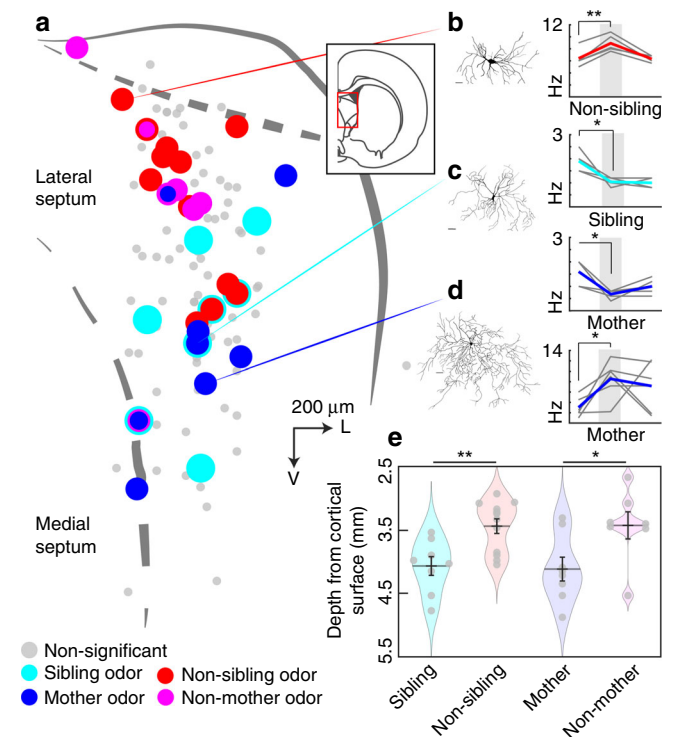 a
Lateral
septum
Medial
septum
200 μm
L
V
Non-significant
Sibling odor
Non-sibling odor
Mother odor
Non-mother odor
b
12
**
Hz
Non-sibling
c
3
*
Hz
Sibling
3
*
Hz
Mother
d
14
*
Hz
Mother
e
**
*
2.5
3.5
4.5
5.5
Depth from cortical
surface (mm)
Sibling
Non-sibling
Mother
Non-mother